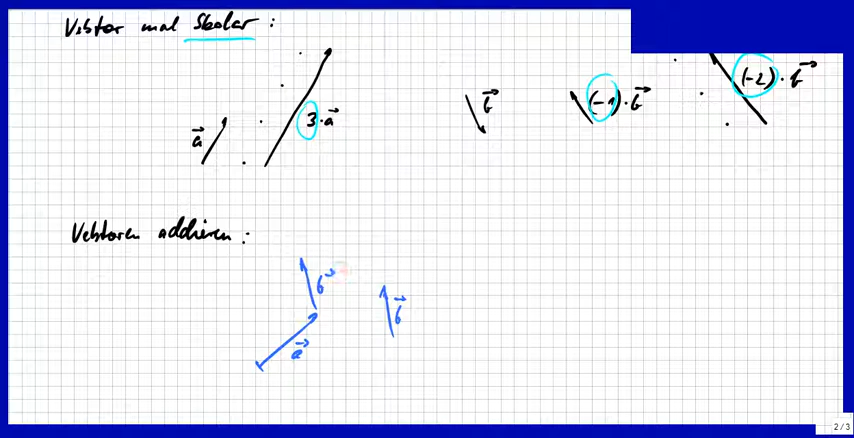 Vektor mal Skalar:
a⃗ 3·a⃗ b⃗ (-1)·b⃗ (-2)·b⃗
Vektoren addieren:
b⃗ b⃗
a⃗
2/3